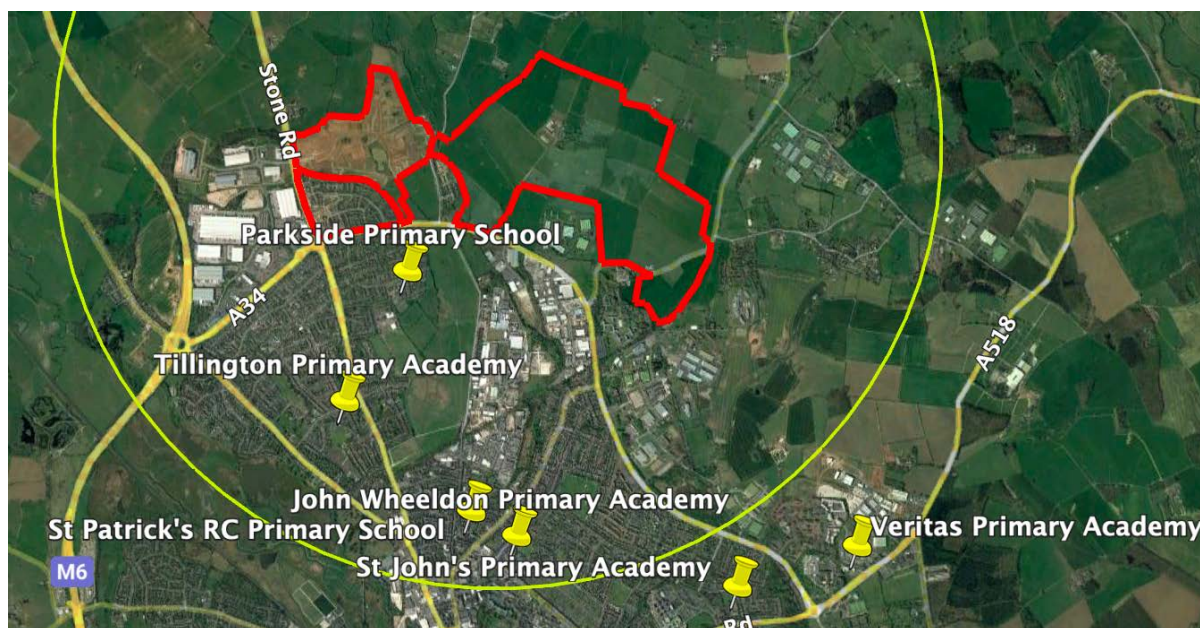 Stone Rd
Parkside Primary School
A34
A518
Tillington Primary Academy
John Wheeldon Primary Academy
St Patrick's RC Primary School
Veritas Primary Academy
St John's Primary Academy
M6
Rd